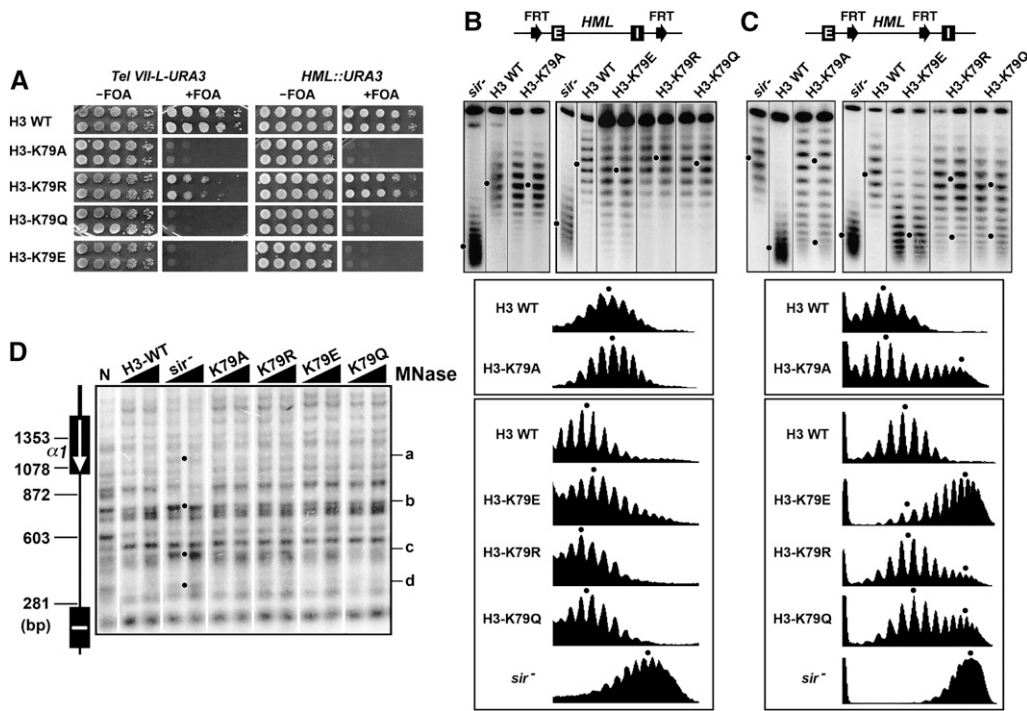 A
Tel VII-L-URA3
HML::URA3
−FOA
+FOA
−FOA
+FOA
H3 WT
H3-K79A
H3-K79R
H3-K79Q
H3-K79E
B
FRT
HML
FRT
E
I
sir-
H3 WT
H3-K79A
sir-
H3 WT
H3-K79E
H3-K79R
H3-K79Q
H3 WT
H3-K79A
H3 WT
H3-K79E
H3-K79R
H3-K79Q
sir-
C
FRT
HML
FRT
E
I
sir-
H3 WT
H3-K79A
sir-
H3 WT
H3-K79E
H3-K79R
H3-K79Q
H3 WT
H3-K79A
H3 WT
H3-K79E
H3-K79R
H3-K79Q
sir-
D
N
H3-WT
sir-
K79A
K79R
K79E
K79Q
MNase
1353
α1
1078
872
603
281
(bp)
a
b
c
d